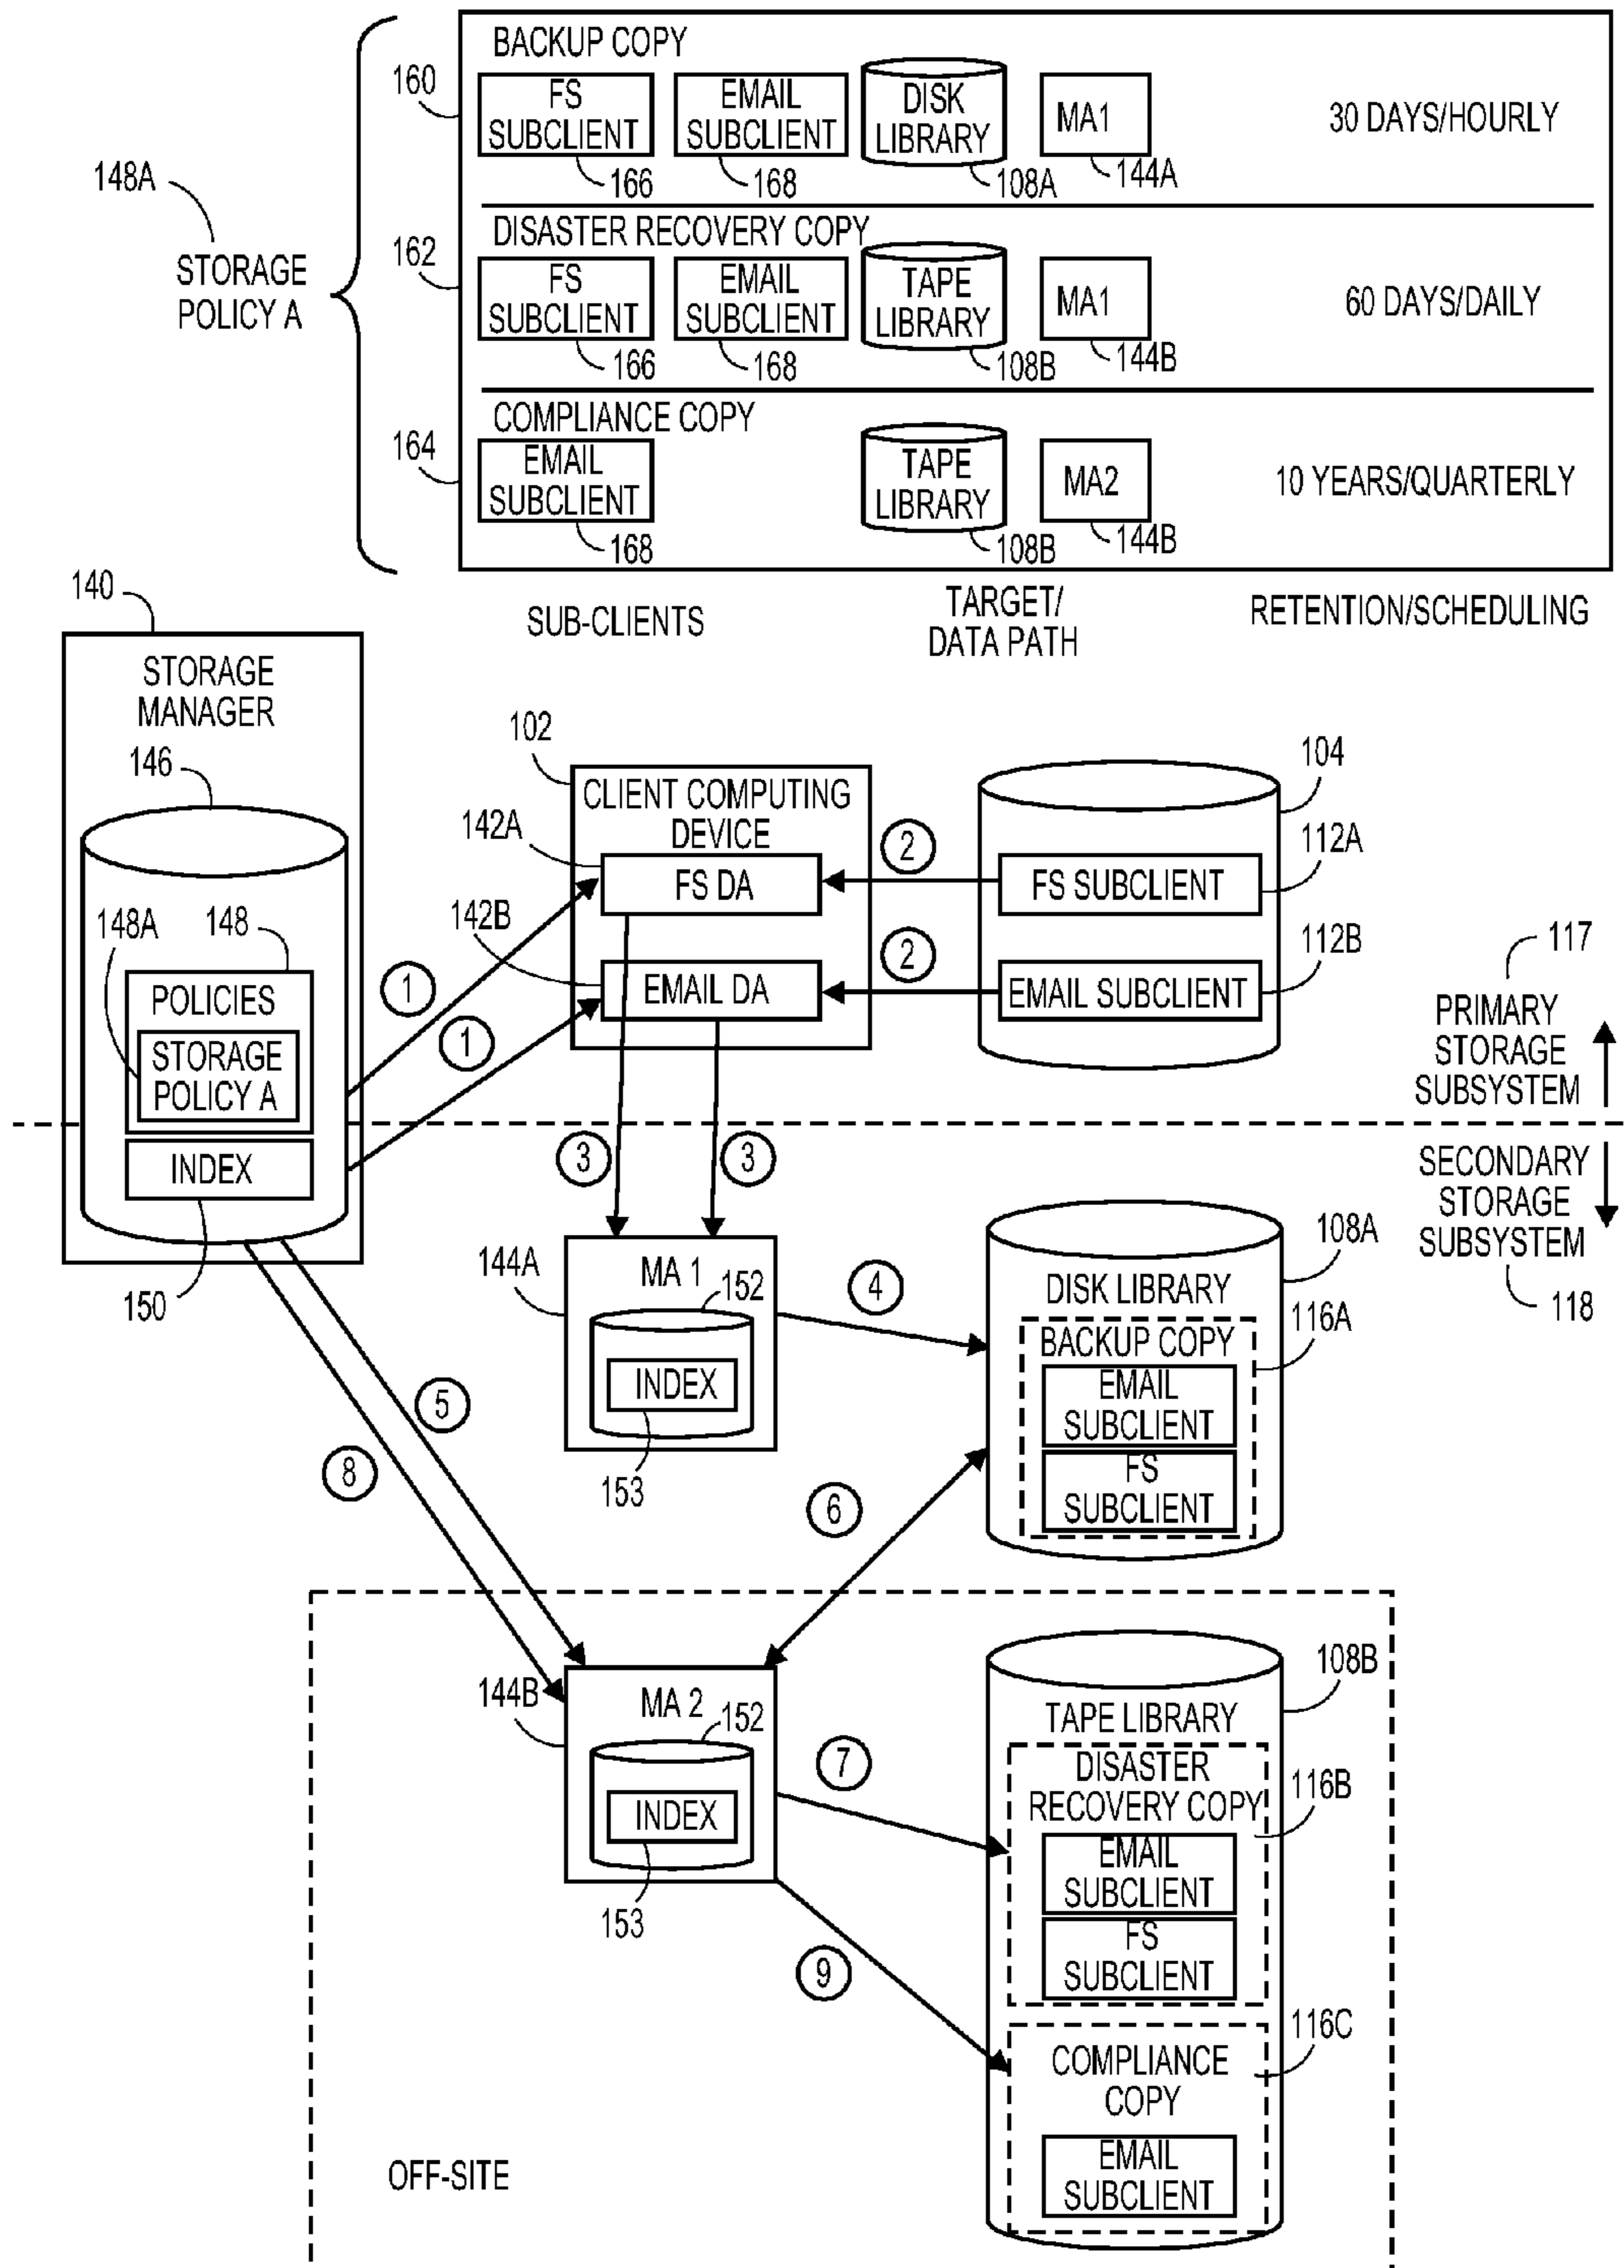 BACKUP COPY
160
FS
SUBCLIENT
166
EMAIL
SUBCLIENT
168
DISK
LIBRARY
108A
MA1
144A
30 DAYS/HOURLY
148A
STORAGE
POLICY A
DISASTER RECOVERY COPY
162
FS
SUBCLIENT
166
EMAIL
SUBCLIENT
168
TAPE
LIBRARY
108B
MA1
144B
60 DAYS/DAILY
COMPLIANCE COPY
164
EMAIL
SUBCLIENT
168
TAPE
LIBRARY
108B
MA2
144B
10 YEARS/QUARTERLY
SUB-CLIENTS
TARGET/
DATA PATH
RETENTION/SCHEDULING
140
STORAGE
MANAGER
146
148A
148
POLICIES
STORAGE
POLICY A
INDEX
150
1
1
102
CLIENT COMPUTING
DEVICE
142A
FS DA
142B
EMAIL DA
2
2
104
FS SUBCLIENT
112A
EMAIL SUBCLIENT
112B
117
PRIMARY
STORAGE
SUBSYSTEM
SECONDARY
STORAGE
SUBSYSTEM
118
3
3
144A
MA 1
152
INDEX
153
4
108A
DISK LIBRARY
116A
BACKUP COPY
EMAIL
SUBCLIENT
FS
SUBCLIENT
5
8
6
144B
MA 2
152
INDEX
153
7
9
108B
TAPE LIBRARY
DISASTER
RECOVERY COPY
116B
EMAIL
SUBCLIENT
FS
SUBCLIENT
116C
COMPLIANCE
COPY
EMAIL
SUBCLIENT
OFF-SITE